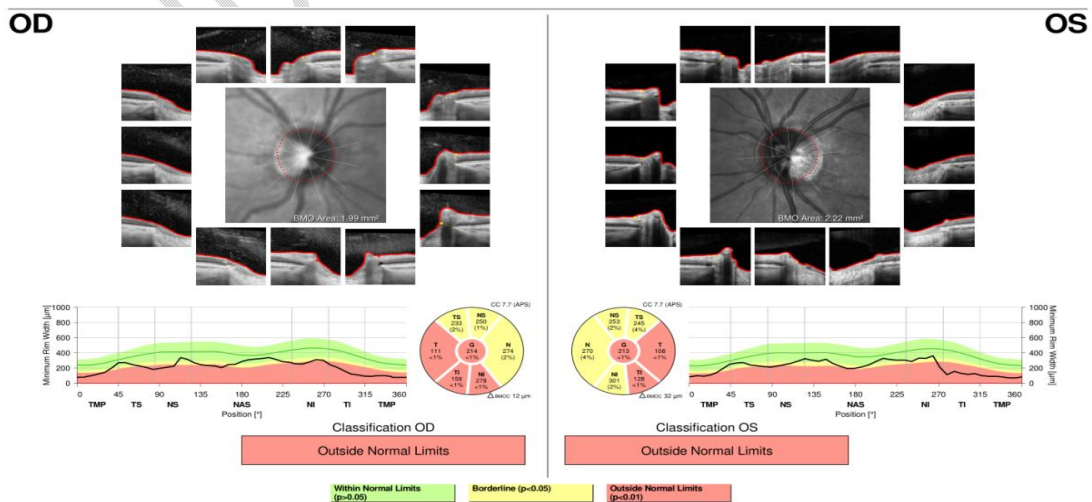 OD
OS
BMO Area: 1.99 mm²
BMO Area: 2.22 mm²
CC 7.7 (APS)
Minimum Rim Width [µm]
1000
800
600
400
200
0
0 45 90 135 180 225 270 315 360
TMP TS NS NAS NI TI TMP
Position [°]
TS
233
(2%)
NS
250
(1%)
T
111
<1%
G
214
<1%
N
274
(2%)
TI
159
<1%
NI
278
<1%
Δ BMOC 12 µm
Classification OD
Outside Normal Limits
CC 7.7 (APS)
NS
253
(2%)
TS
245
(4%)
N
270
(4%)
G
213
<1%
T
108
<1%
NI
301
(2%)
TI
128
<1%
Δ BMOC 32 µm
1000
800
600
400
200
0
Minimum Rim Width [µm]
0 45 90 135 180 225 270 315 360
TMP TS NS NAS NI TI TMP
Position [°]
Classification OS
Outside Normal Limits
Within Normal Limits
(p>0.05)
Borderline (p<0.05)
Outside Normal Limits
(p<0.01)